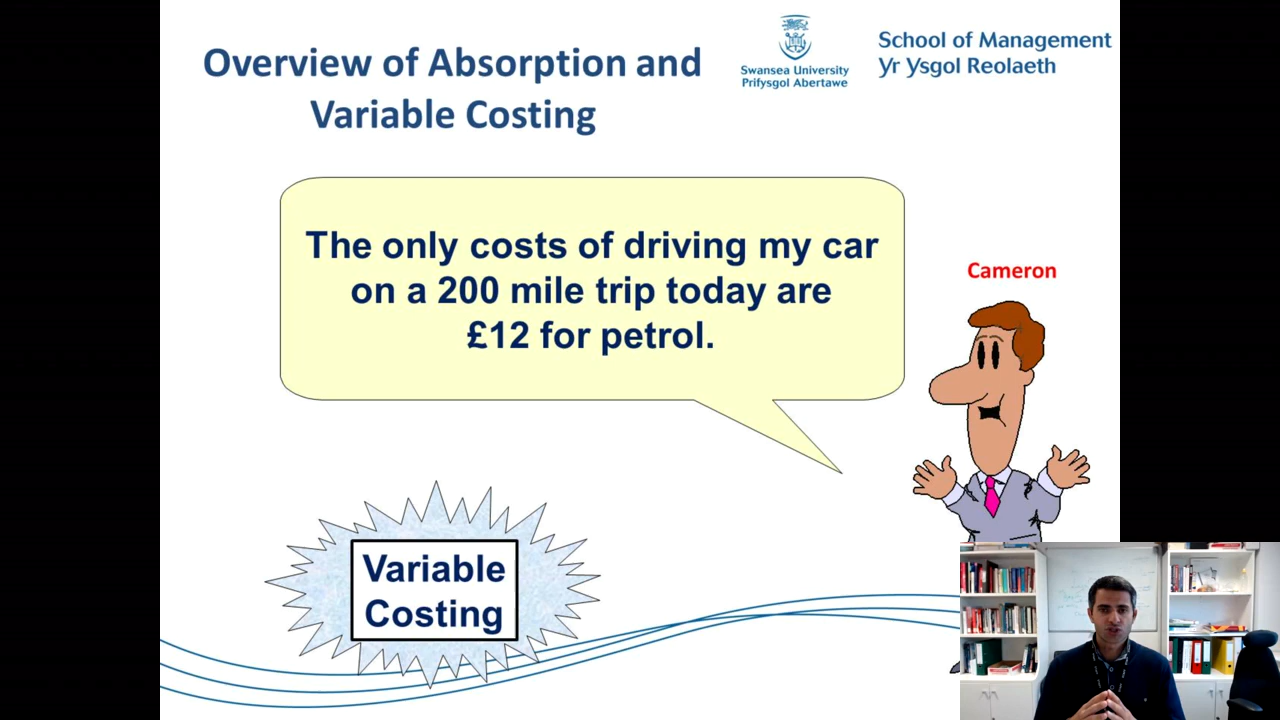 Overview of Absorption and
Variable Costing
Swansea University
Prifysgol Abertawe
School of Management
Yr Ysgol Reolaeth
The only costs of driving my car
on a 200 mile trip today are
£12 for petrol.
Cameron
Variable
Costing